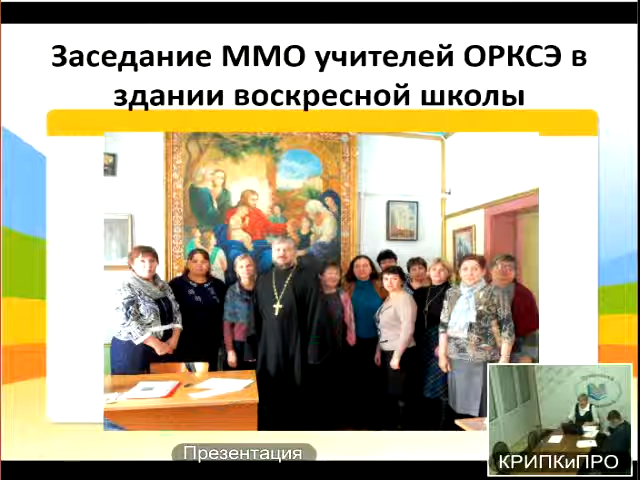 Заседание ММО учителей ОРКСЭ в
здании воскресной школы
Презентация
КРИПКиПРО